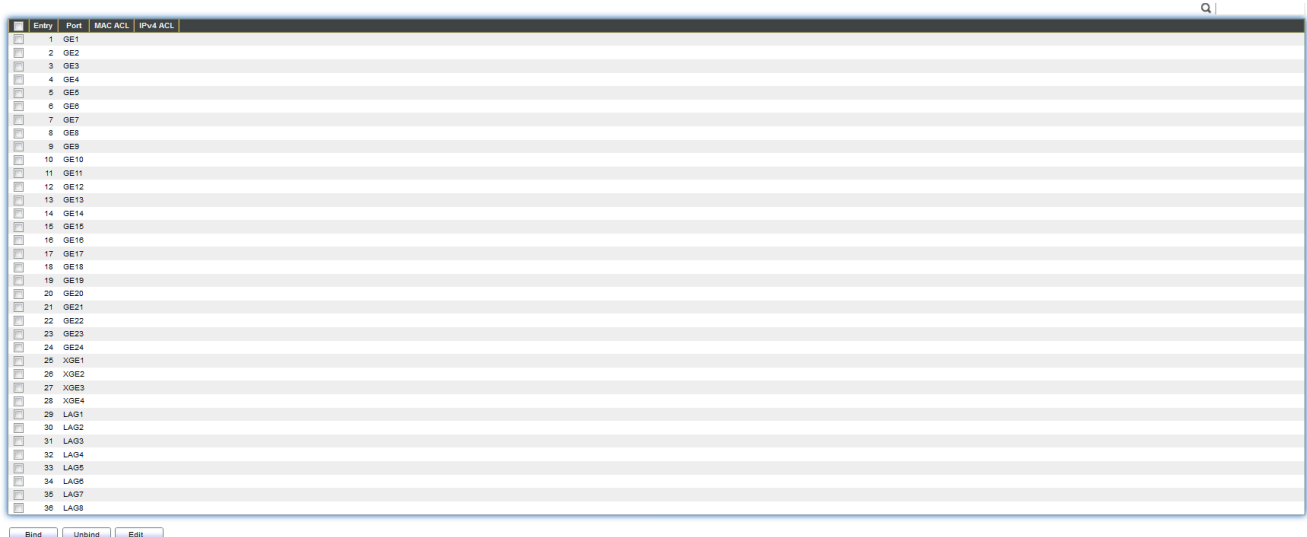 Entry Port MAC ACL IPv4 ACL
1 GE1
2 GE2
3 GE3
4 GE4
5 GE5
6 GE6
7 GE7
8 GE8
9 GE9
10 GE10
11 GE11
12 GE12
13 GE13
14 GE14
15 GE15
16 GE16
17 GE17
18 GE18
19 GE19
20 GE20
21 GE21
22 GE22
23 GE23
24 GE24
25 XGE1
26 XGE2
27 XGE3
28 XGE4
29 LAG1
30 LAG2
31 LAG3
32 LAG4
33 LAG5
34 LAG6
35 LAG7
36 LAG8
Bind Unbind Edit